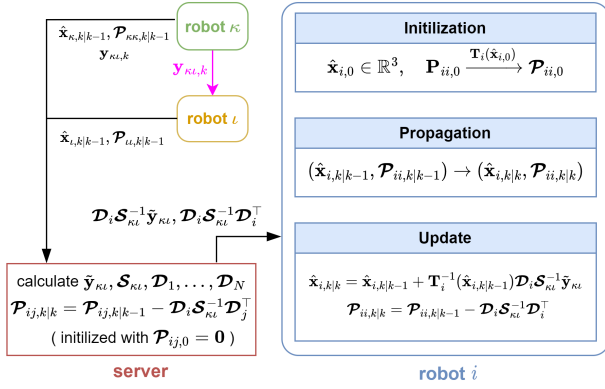 x̂_{κ,k|k-1}, 𝓟_{κκ,k|k-1}
y_{κι,k}
robot κ
y_{κι,k}
robot ι
x̂_{ι,k|k-1}, 𝓟_{ιι,k|k-1}
𝓓_i 𝓢_{κι}^{-1} ỹ_{κι}, 𝓓_i 𝓢_{κι}^{-1} 𝓓_i^⊤
calculate ỹ_{κι}, 𝓢_{κι}, 𝓓_1, . . . , 𝓓_N
𝓟_{ij,k|k} = 𝓟_{ij,k|k-1} − 𝓓_i 𝓢_{κι}^{-1} 𝓓_j^⊤
( initilized with 𝓟_{ij,0} = 0 )
server
Initilization
x̂_{i,0} ∈ ℝ^3, P_{ii,0} \xrightarrow{T_i(x̂_{i,0})} 𝓟_{ii,0}
Propagation
(x̂_{i,k|k-1}, 𝓟_{ii,k|k-1}) → (x̂_{i,k|k}, 𝓟_{ii,k|k})
Update
x̂_{i,k|k} = x̂_{i,k|k-1} + T_i^{-1}(x̂_{i,k|k-1}) 𝓓_i 𝓢_{κι}^{-1} ỹ_{κι}
𝓟_{ii,k|k} = 𝓟_{ii,k|k-1} − 𝓓_i 𝓢_{κι}^{-1} 𝓓_i^⊤
robot i